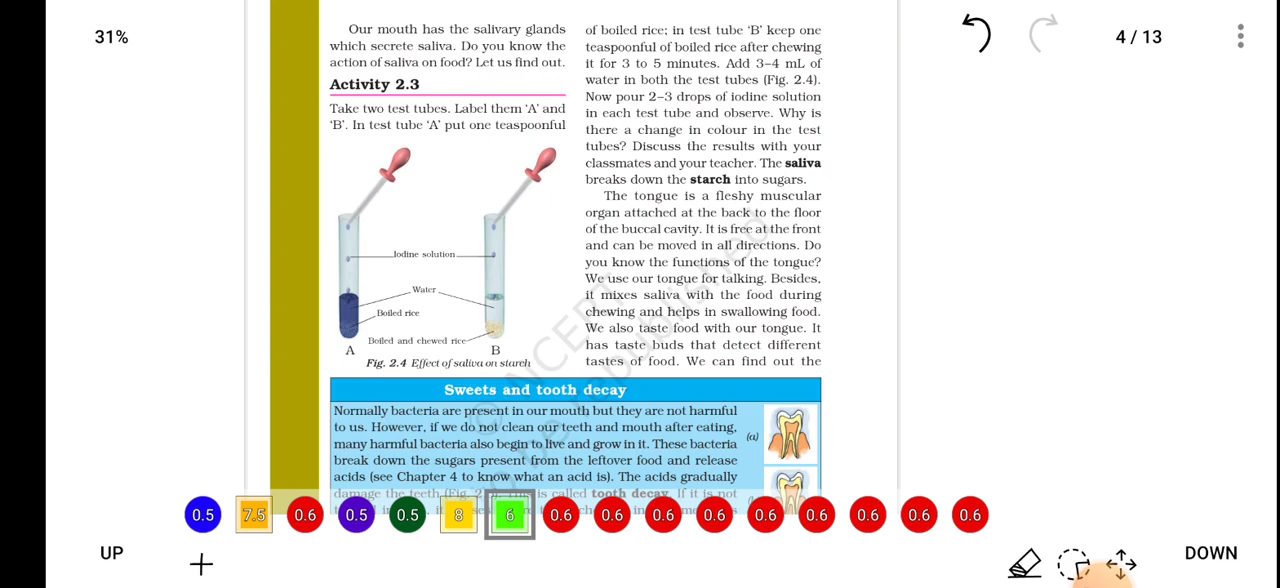 31%
4 / 13
Our mouth has the salivary glands
which secrete saliva. Do you know the
action of saliva on food? Let us find out.
Activity 2.3
Take two test tubes. Label them ‘A’ and
‘B’. In test tube ‘A’ put one teaspoonful
Iodine solution
Water
Boiled rice
Boiled and chewed rice
A
B
Fig. 2.4 Effect of saliva on starch
of boiled rice; in test tube ‘B’ keep one
teaspoonful of boiled rice after chewing
it for 3 to 5 minutes. Add 3–4 mL of
water in both the test tubes (Fig. 2.4).
Now pour 2–3 drops of iodine solution
in each test tube and observe. Why is
there a change in colour in the test
tubes? Discuss the results with your
classmates and your teacher. The saliva
breaks down the starch into sugars.
The tongue is a fleshy muscular
organ attached at the back to the floor
of the buccal cavity. It is free at the front
and can be moved in all directions. Do
you know the functions of the tongue?
We use our tongue for talking. Besides,
it mixes saliva with the food during
chewing and helps in swallowing food.
We also taste food with our tongue. It
has taste buds that detect different
tastes of food. We can find out the
© NCERT
be republished
Sweets and tooth decay
Normally bacteria are present in our mouth but they are not harmful
to us. However, if we do not clean our teeth and mouth after eating,
many harmful bacteria also begin to live and grow in it. These bacteria
break down the sugars present from the leftover food and release
acids (see Chapter 4 to know what an acid is). The acids gradually
damage the teeth (Fig. 2 is called tooth decay. If it is not
(a)
0.5 7.5 0.6 0.5 0.5 8 6 0.6 0.6 0.6 0.6 0.6 0.6 0.6 0.6 0.6
UP
DOWN